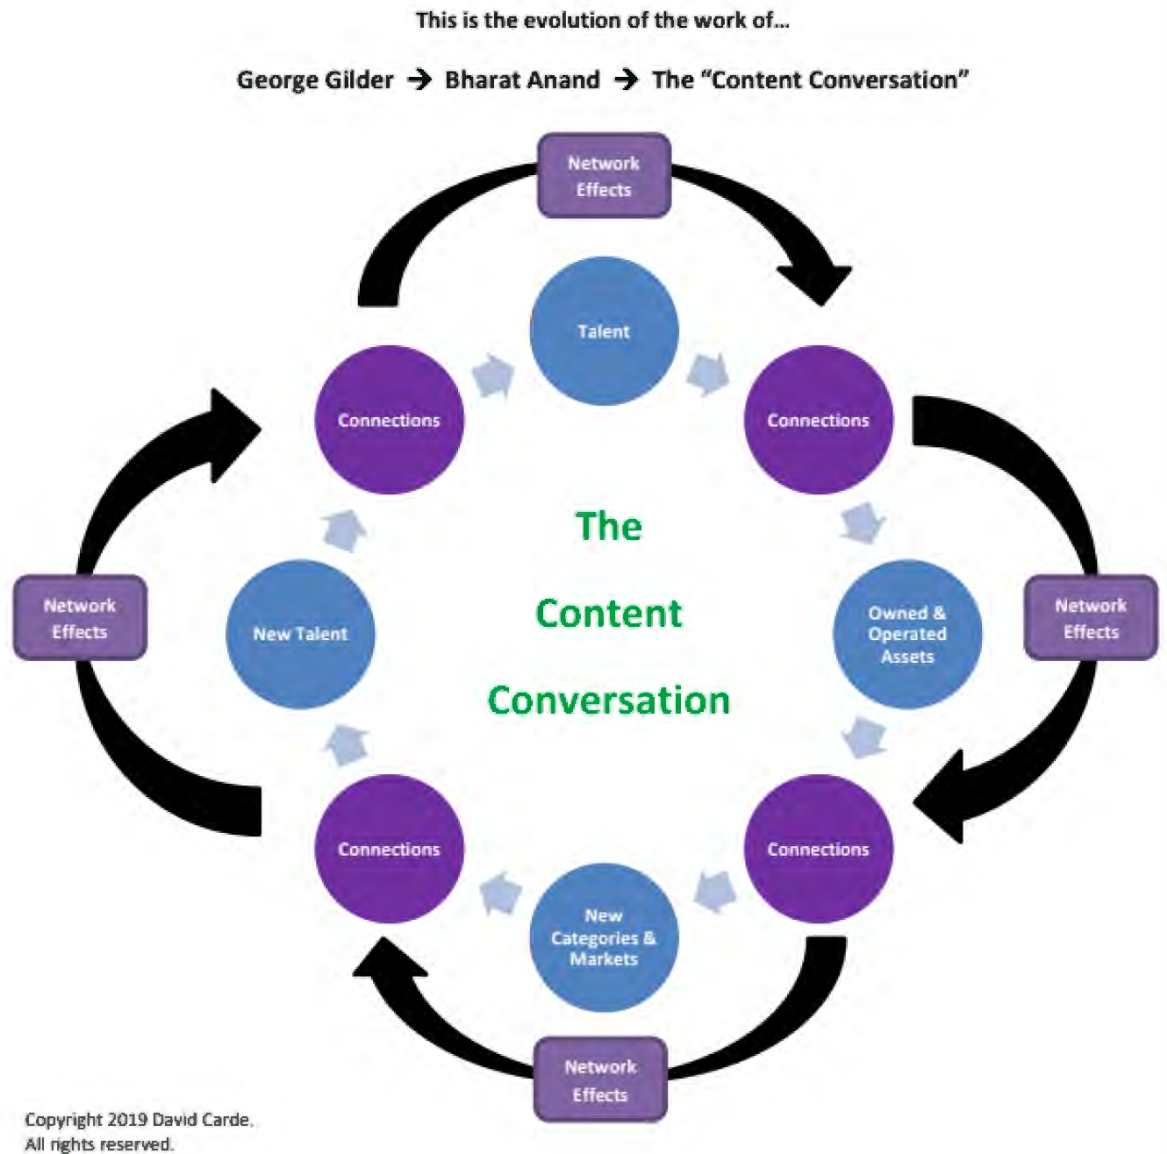 This is the evolution of the work of...
George Gilder → Bharat Anand → The “Content Conversation”
Network
Effects
Talent
Connections
Connections
The
Content
Conversation
Network
Effects
New Talent
Owned &
Operated
Assets
Network
Effects
Connections
Connections
New
Categories &
Markets
Network
Effects
Copyright 2019 David Carde.
All rights reserved.